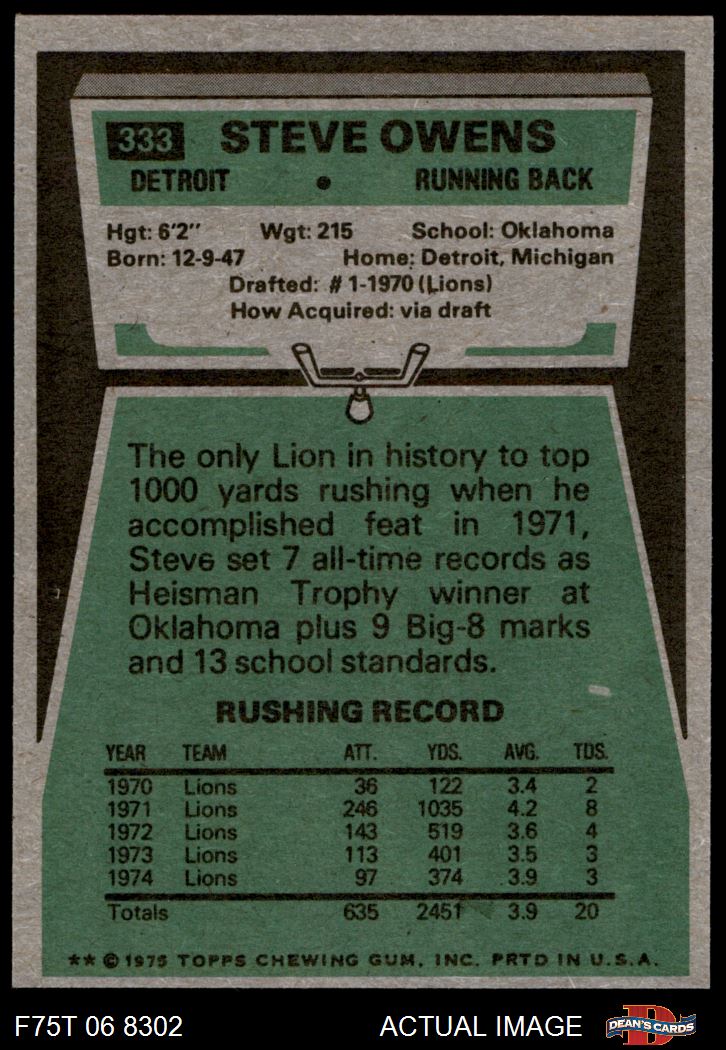 333 STEVE OWENS
DETROIT • RUNNING BACK
Hgt: 6'2" Wgt: 215 School: Oklahoma
Born: 12-9-47 Home: Detroit, Michigan
Drafted: #1-1970 (Lions)
How Acquired: via draft
The only Lion in history to top
1000 yards rushing when he
accomplished feat in 1971,
Steve set 7 all-time records as
Heisman Trophy winner at
Oklahoma plus 9 Big-8 marks
and 13 school standards.
RUSHING RECORD
YEAR TEAM ATT. YDS. AVG. TDS.
1970 Lions 36 122 3.4 2
1971 Lions 246 1035 4.2 8
1972 Lions 143 519 3.6 4
1973 Lions 113 401 3.5 3
1974 Lions 97 374 3.9 3
Totals 635 2451 3.9 20
** © 1975 TOPPS CHEWING GUM, INC. PRTD IN U.S.A.
F75T 06 8302 ACTUAL IMAGE D DEAN'S CARDS